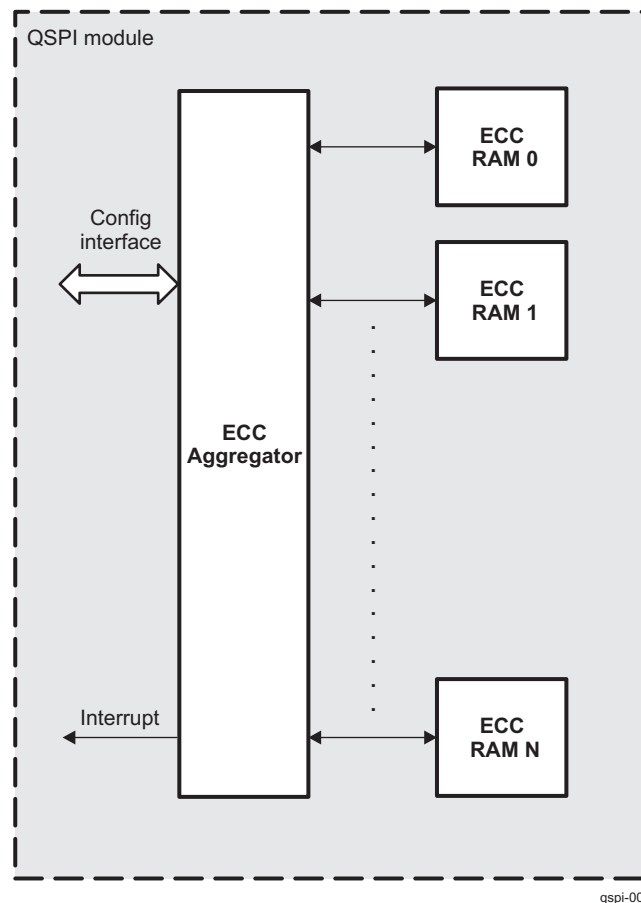 QSPI module
ECC
RAM 0
Config
interface
ECC
RAM 1
ECC
Aggregator
Interrupt
ECC
RAM N